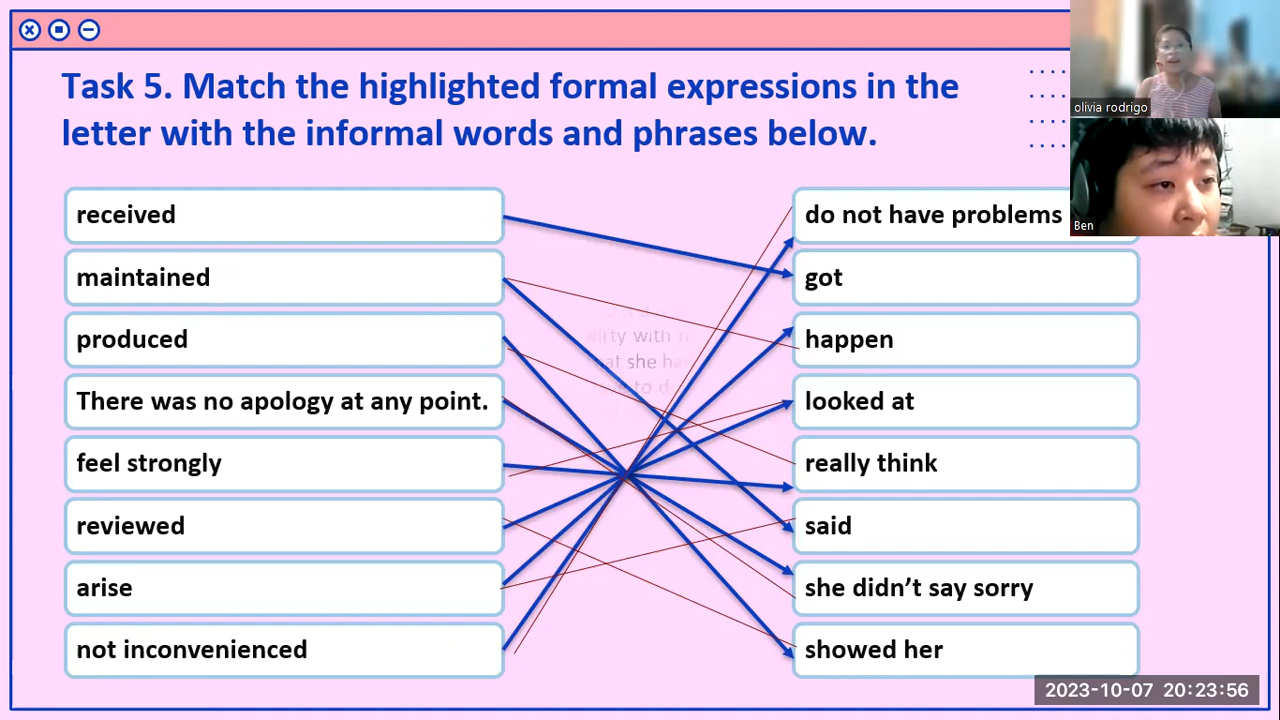 Task 5. Match the highlighted formal expressions in the
letter with the informal words and phrases below.
olivia rodrigo
Ben
received
do not have problems
maintained
got
produced
happen
There was no apology at any point.
looked at
feel strongly
really think
reviewed
said
arise
she didn’t say sorry
not inconvenienced
showed her
with
she
to
2023-10-07 20:23:56